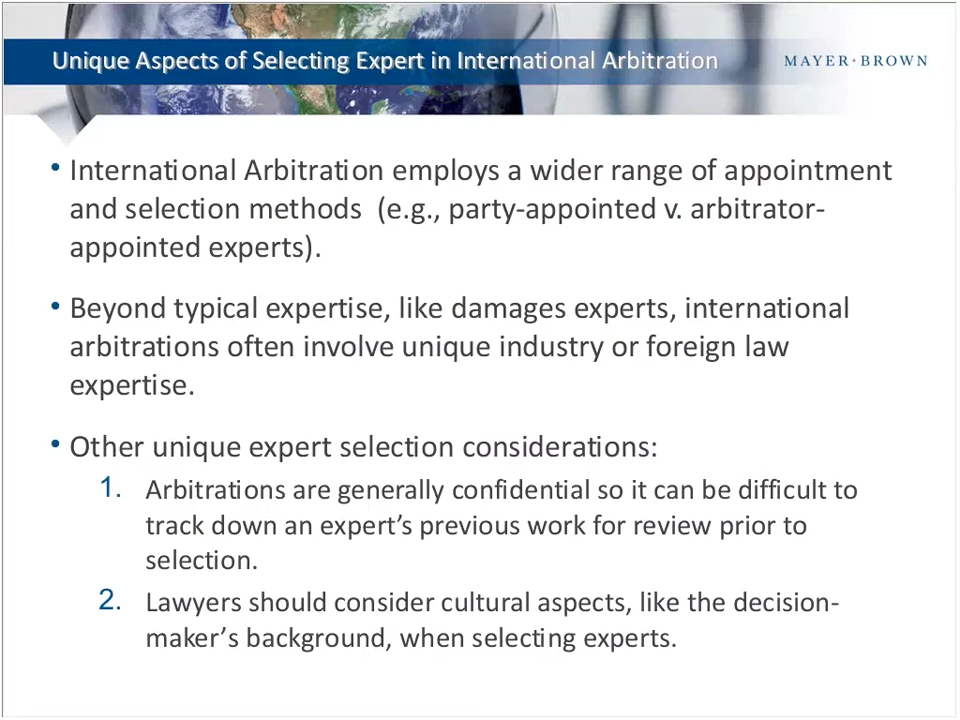 Unique Aspects of Selecting Expert in International Arbitration
MAYER•BROWN
• International Arbitration employs a wider range of appointment
and selection methods  (e.g., party-appointed v. arbitrator-
appointed experts).
• Beyond typical expertise, like damages experts, international
arbitrations often involve unique industry or foreign law
expertise.
• Other unique expert selection considerations:
1. Arbitrations are generally confidential so it can be difficult to
track down an expert’s previous work for review prior to
selection.
2. Lawyers should consider cultural aspects, like the decision-
maker’s background, when selecting experts.